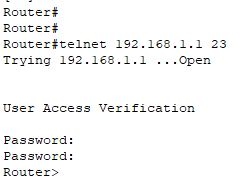 Router#
Router#
Router#telnet 192.168.1.1 23
Trying 192.168.1.1 ...Open
User Access Verification
Password:
Password:
Router>